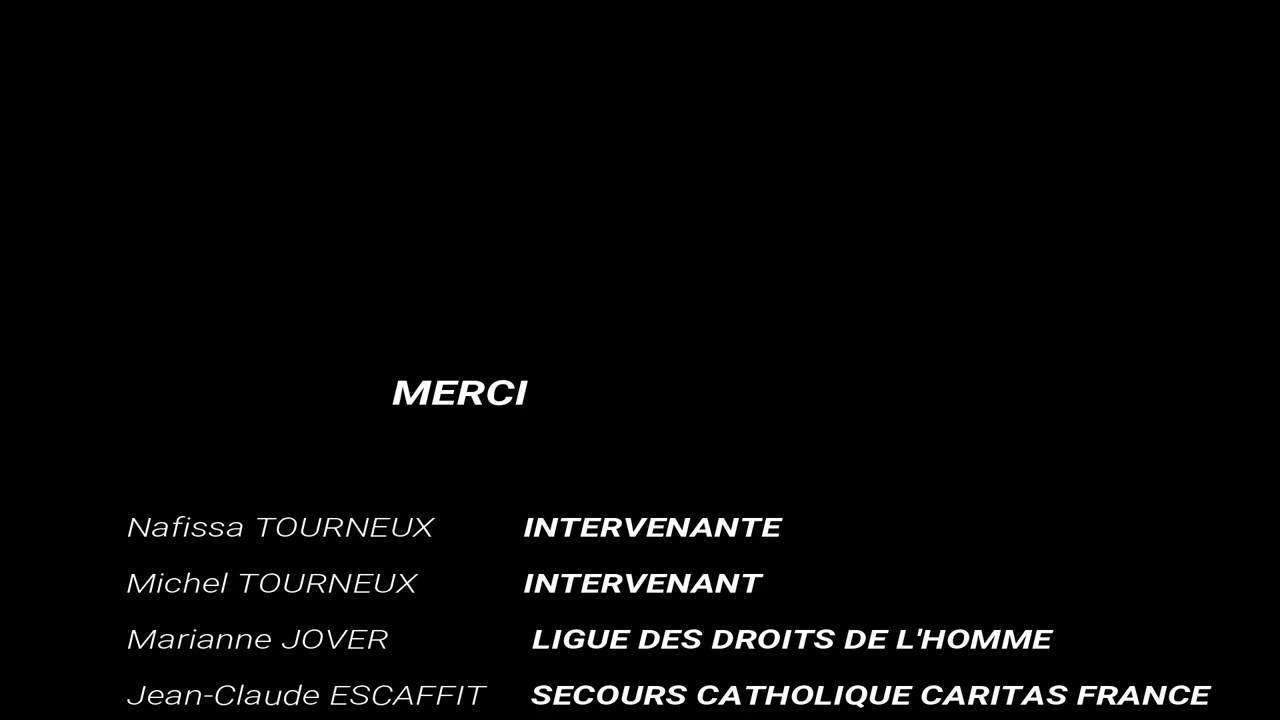 MERCI
Nafissa TOURNEUX INTERVENANTE
Michel TOURNEUX INTERVENANT
Marianne JOVER LIGUE DES DROITS DE L'HOMME
Jean-Claude ESCAFFIT SECOURS CATHOLIQUE CARITAS FRANCE